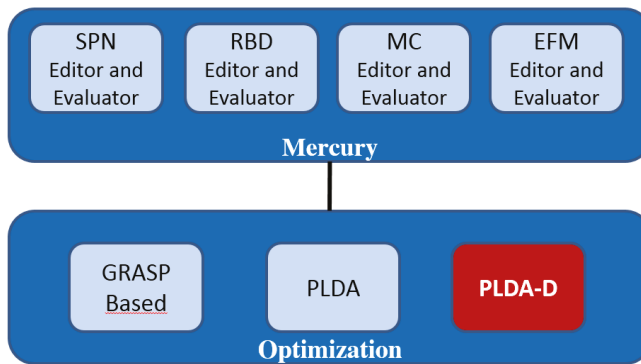 SPN
Editor and
Evaluator
RBD
Editor and
Evaluator
MC
Editor and
Evaluator
EFM
Editor and
Evaluator
Mercury
GRASP
Based
PLDA
PLDA-D
Optimization